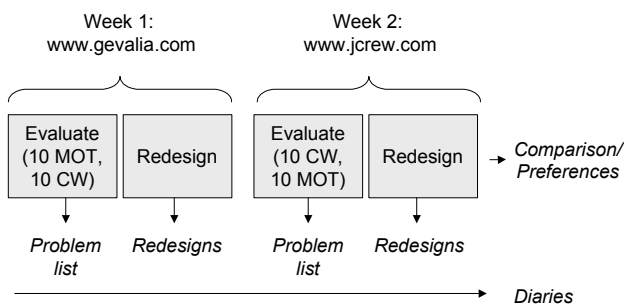 Week 1:
www.gevalia.com
Week 2:
www.jcrew.com
Evaluate
(10 MOT,
10 CW)
Redesign
Evaluate
(10 CW,
10 MOT)
Redesign
Comparison/
Preferences
Problem
list
Redesigns
Problem
list
Redesigns
Diaries